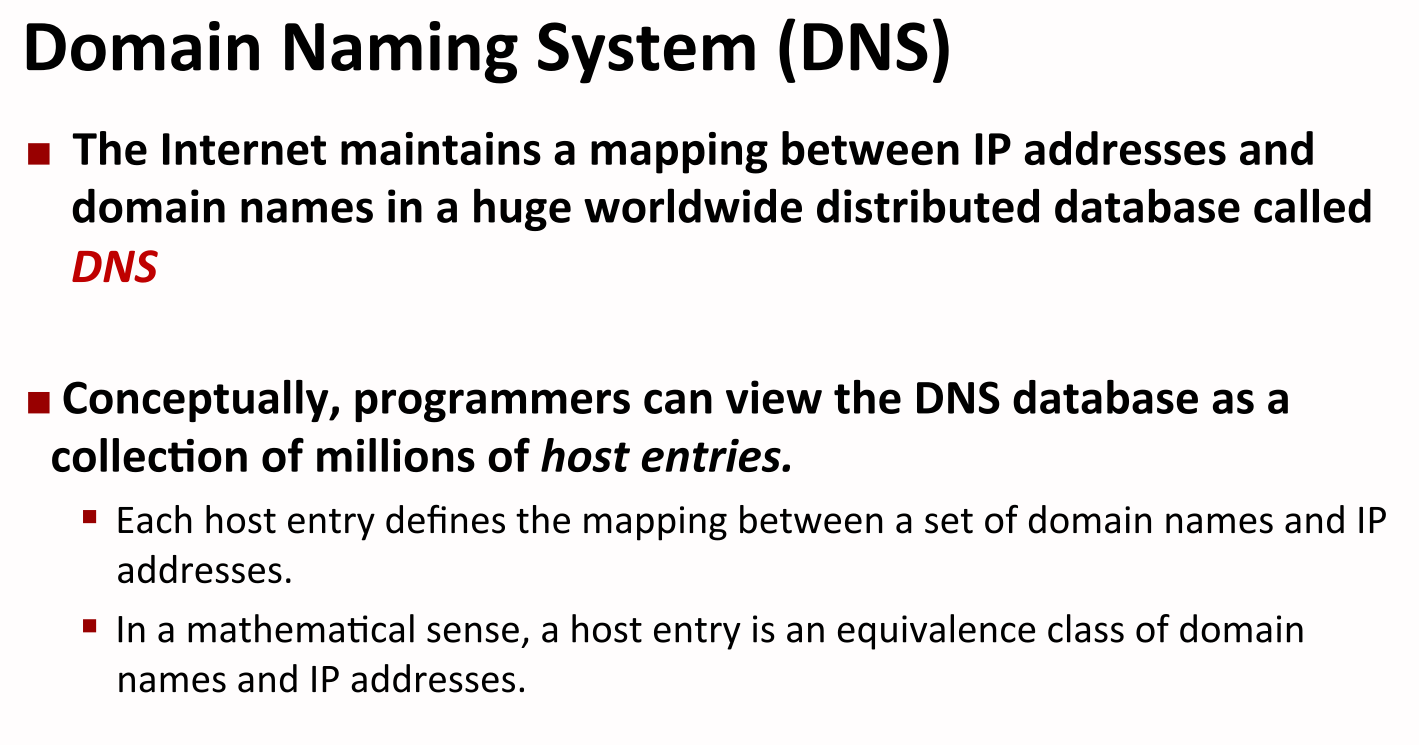 Domain Naming System (DNS)
■ The Internet maintains a mapping between IP addresses and
domain names in a huge worldwide distributed database called
DNS
■ Conceptually, programmers can view the DNS database as a
collection of millions of host entries.
▪ Each host entry defines the mapping between a set of domain names and IP
addresses.
▪ In a mathematical sense, a host entry is an equivalence class of domain
names and IP addresses.